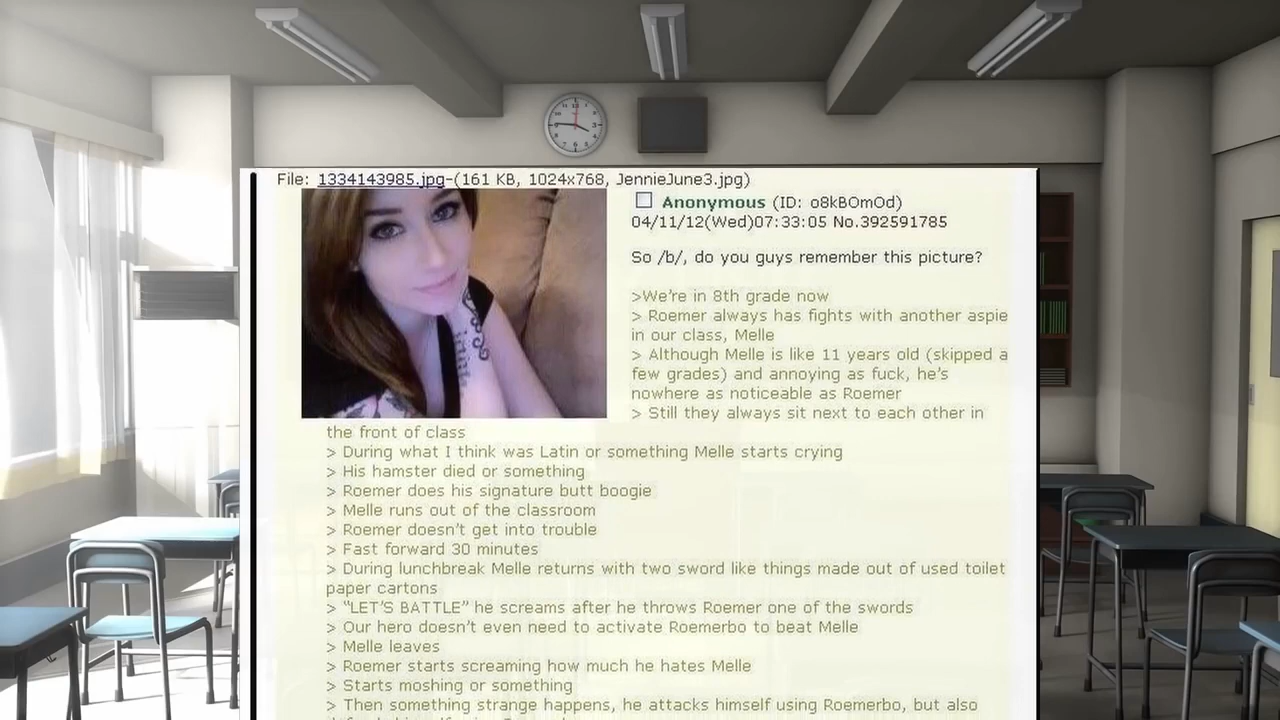 File: 1334143985.jpg-(161 KB, 1024x768, JennieJune3.jpg)
Anonymous (ID: o8kBOmOd)
04/11/12(Wed)07:33:05 No.392591785
So /b/, do you guys remember this picture?
>We're in 8th grade now
> Roemer always has fights with another aspie
in our class, Melle
> Although Melle is like 11 years old (skipped a
few grades) and annoying as fuck, he's
nowhere as noticeable as Roemer
> Still they always sit next to each other in
the front of class
> During what I think was Latin or something Melle starts crying
> His hamster died or something
> Roemer does his signature butt boogie
> Melle runs out of the classroom
> Roemer doesn't get into trouble
> Fast forward 30 minutes
> During lunchbreak Melle returns with two sword like things made out of used toilet
paper cartons
> "LET'S BATTLE" he screams after he throws Roemer one of the swords
> Our hero doesn't even need to activate Roemerbo to beat Melle
> Melle leaves
> Roemer starts screaming how much he hates Melle
> Starts moshing or something
> Then something strange happens, he attacks himself using Roemerbo, but also